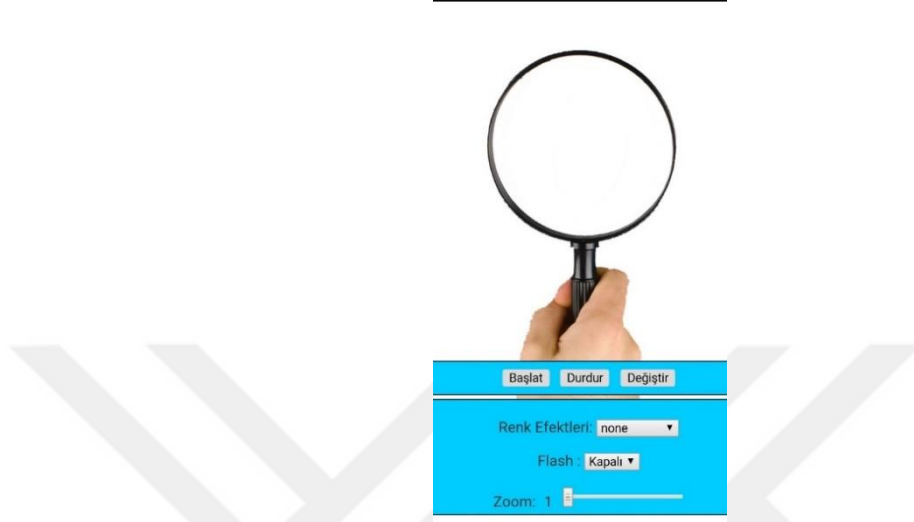 Başlat Durdur Değiştir
Renk Efektleri: none
Flash : Kapalı
Zoom: 1